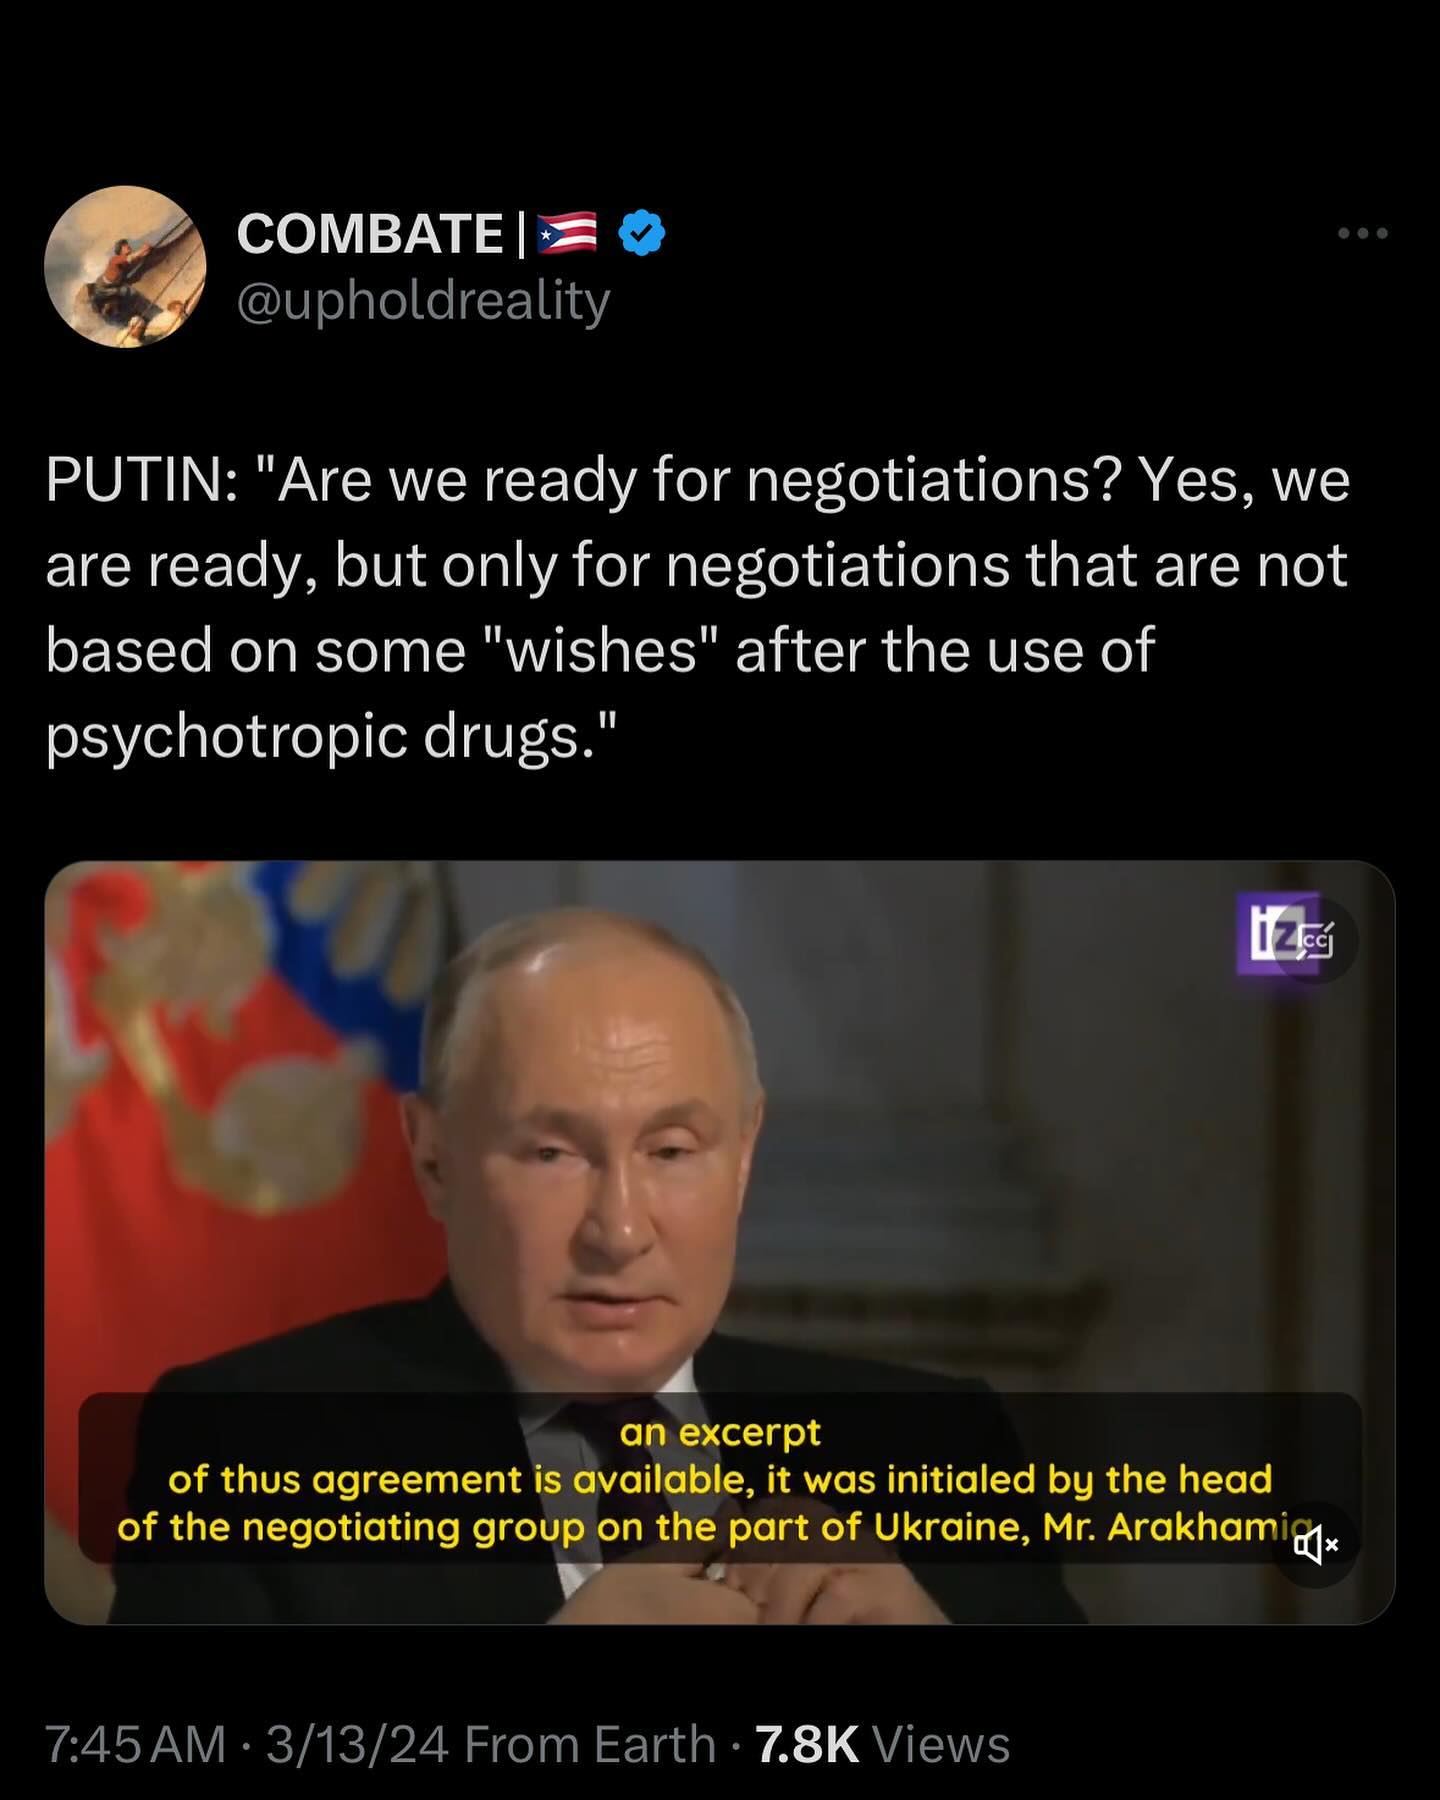 COMBATE |🇵🇷
@upholdreality
PUTIN: "Are we ready for negotiations? Yes, we
are ready, but only for negotiations that are not
based on some "wishes" after the use of
psychotropic drugs."
iz
CC
an excerpt
of thus agreement is available, it was initialed by the head
of the negotiating group on the part of Ukraine, Mr. Arakhamia
7:45 AM · 3/13/24 From Earth · 7.8K Views